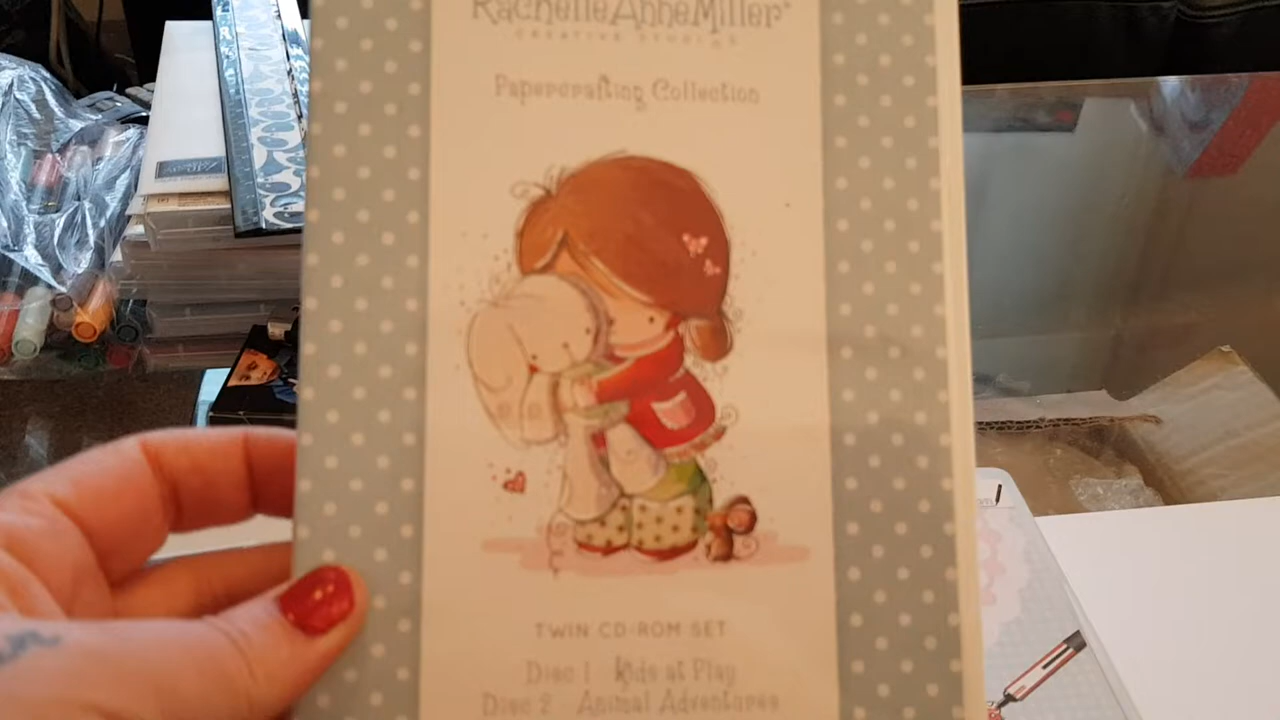 RachelleAnneMiller
CREATIVE STUDIOS
Papercrafting Collection
TWIN CD-ROM SET
Disc 1 Kids at Play
Disc 2 Animal Adventures